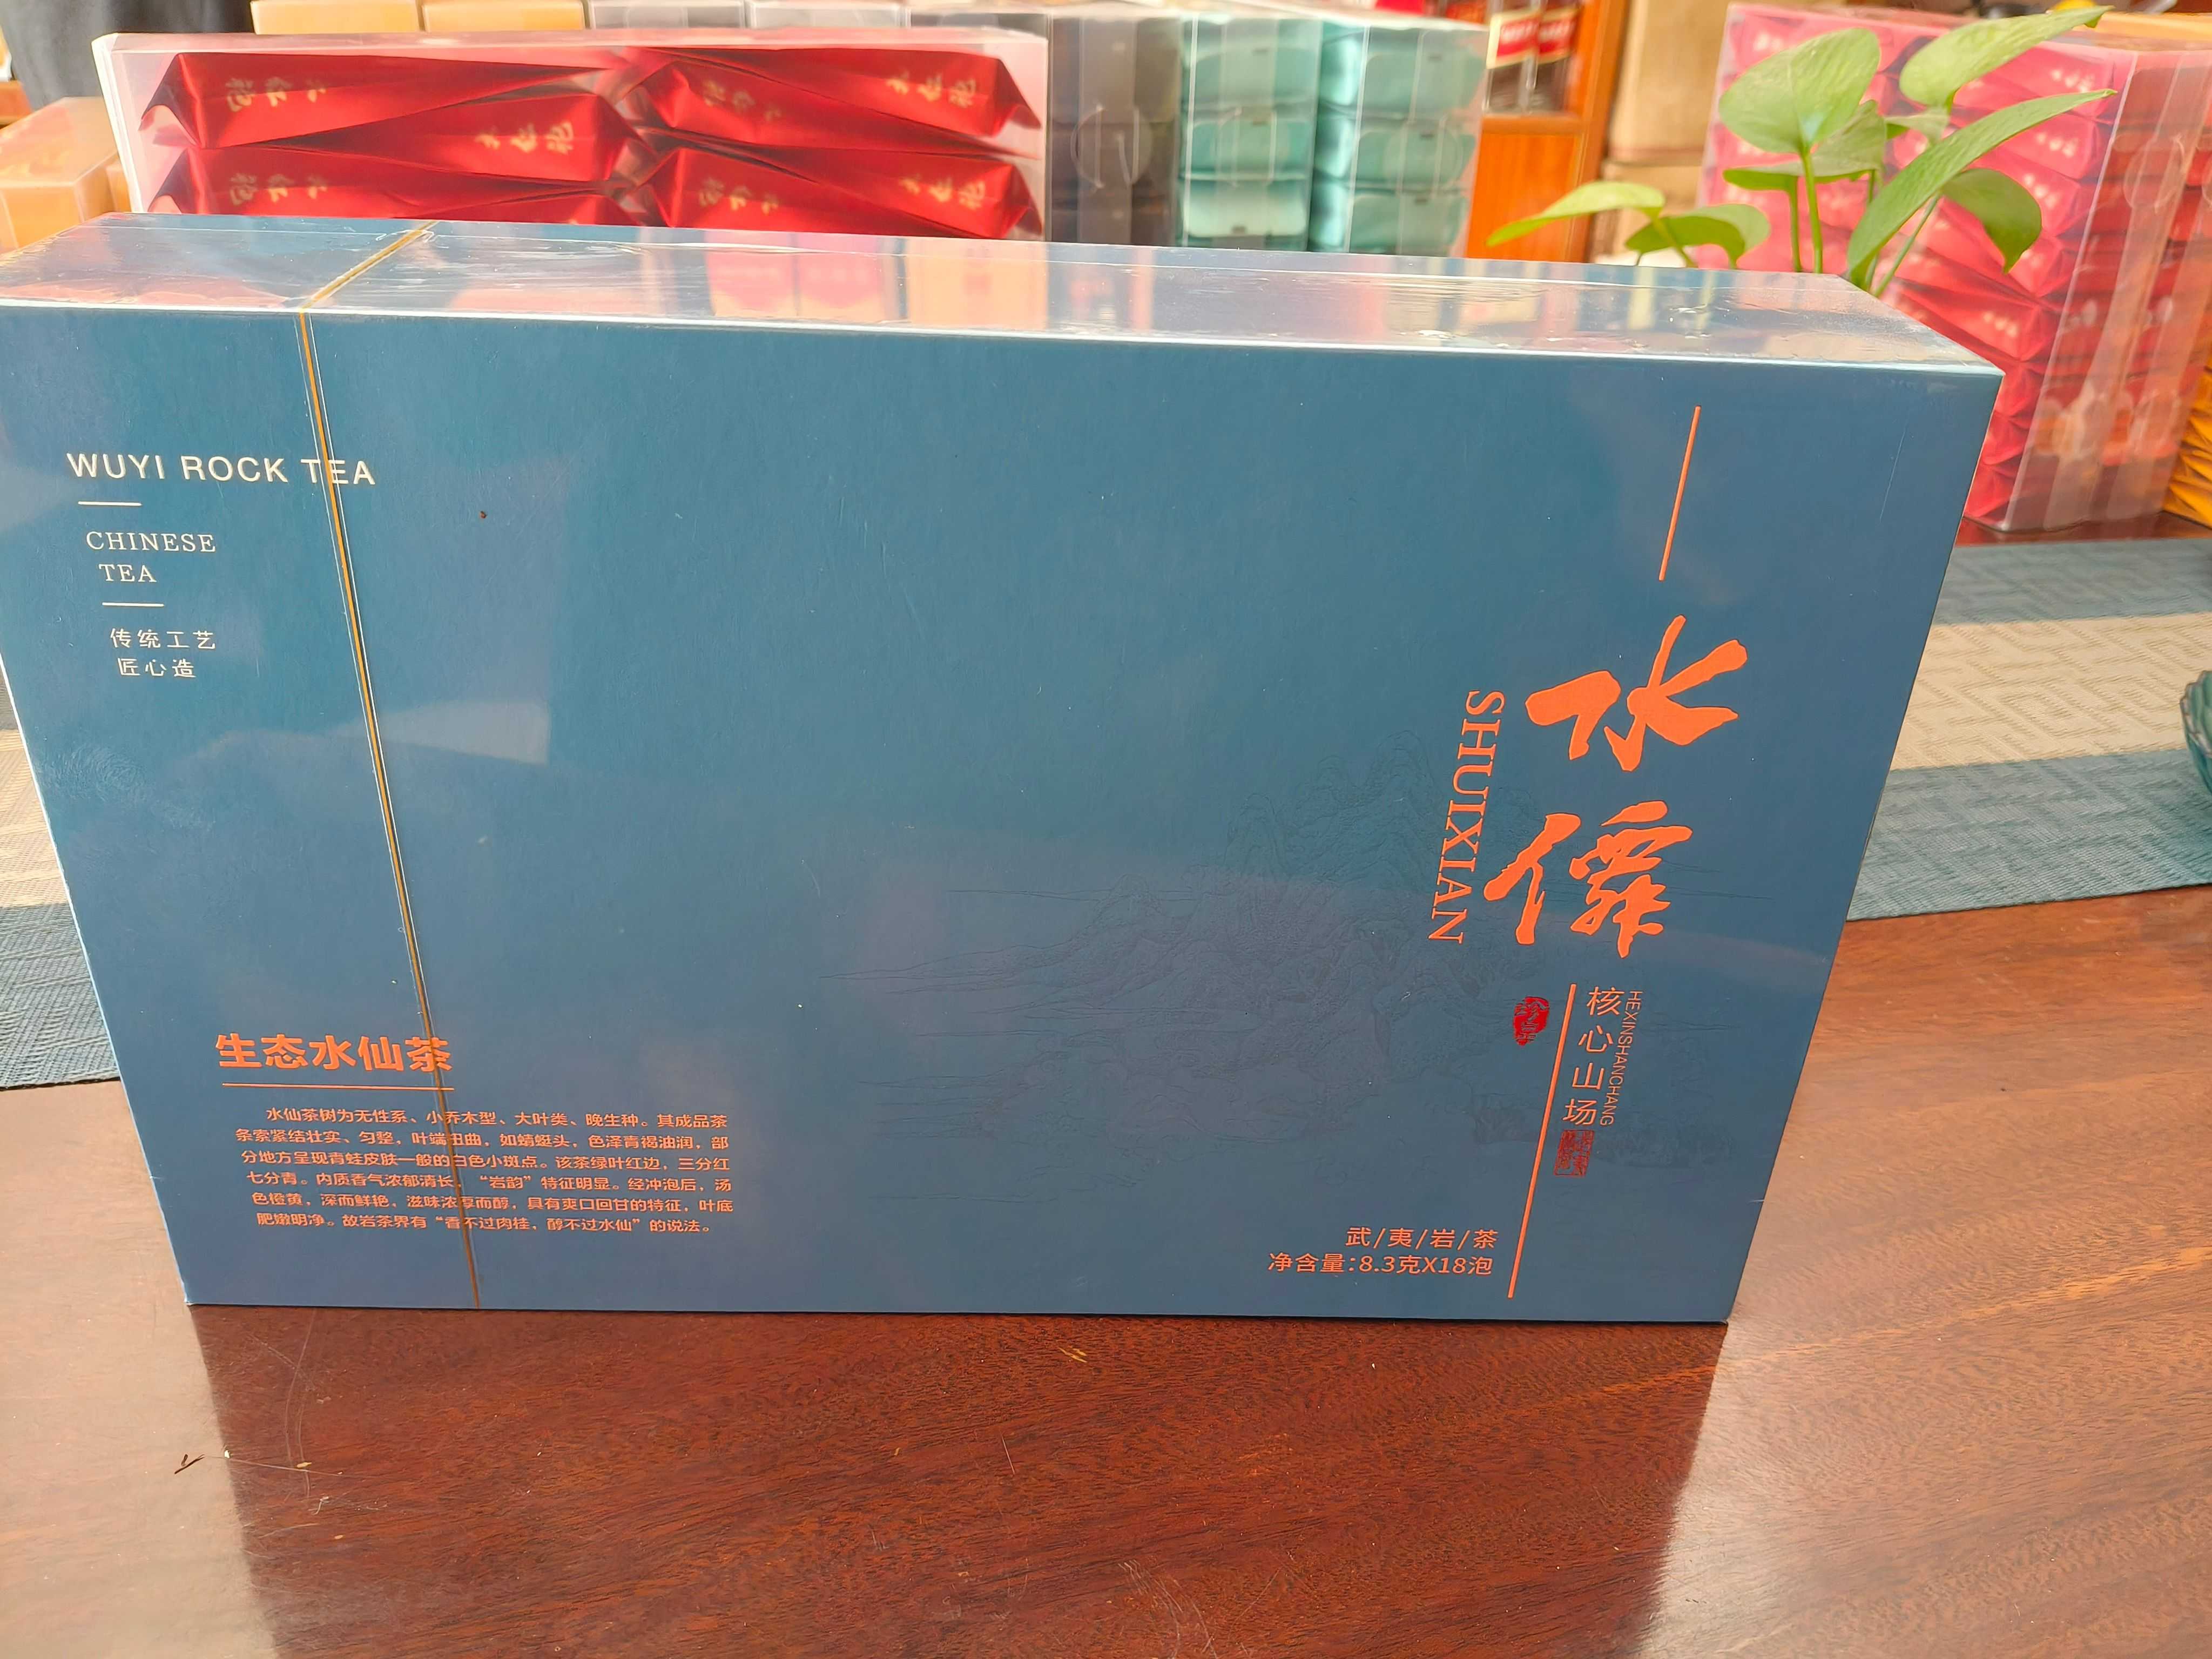 WUYI ROCK TEA
CHINESE
TEA
传统工艺
匠心造
水僊
SHUIXIAN
核心山场
HEXINSHANCHANG
生态水仙茶
水仙茶树为无性系、小乔木型、大叶类、晚生种。其成品茶
条索紧结壮实、匀整，叶端扭曲，如蜻蜓头，色泽青褐油润，部
分地方呈现青蛙皮肤一般的白色小斑点。该茶绿叶红边，三分红
七分青。内质香气浓郁清长，“岩韵”特征明显。经冲泡后，汤
色橙黄，深而鲜艳，滋味浓厚而醇，具有爽口回甘的特征，叶底
肥嫩明净。故岩茶界有“香不过肉桂，醇不过水仙”的说法。
武/夷/岩/茶
净含量:8.3克X18泡